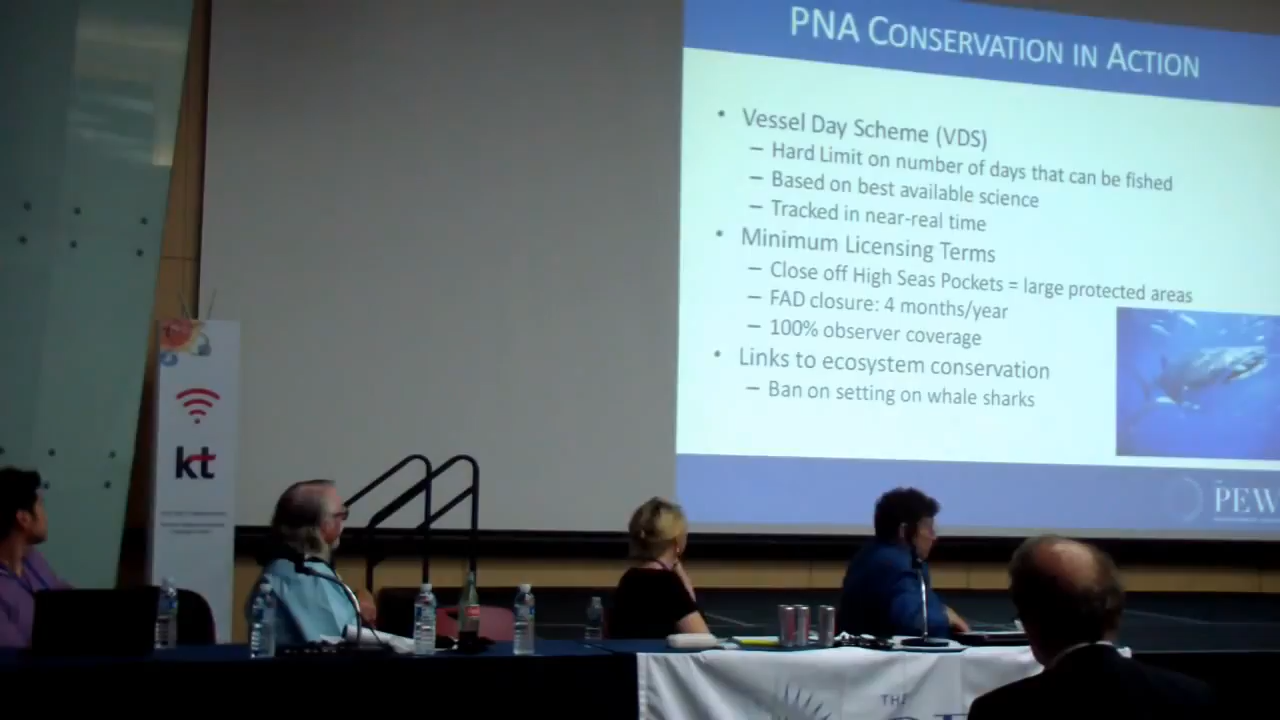 PNA CONSERVATION IN ACTION
• Vessel Day Scheme (VDS)
– Hard Limit on number of days that can be fished
– Based on best available science
– Tracked in near-real time
• Minimum Licensing Terms
– Close off High Seas Pockets = large protected areas
– FAD closure: 4 months/year
– 100% observer coverage
• Links to ecosystem conservation
– Ban on setting on whale sharks
PEW
kt
THE